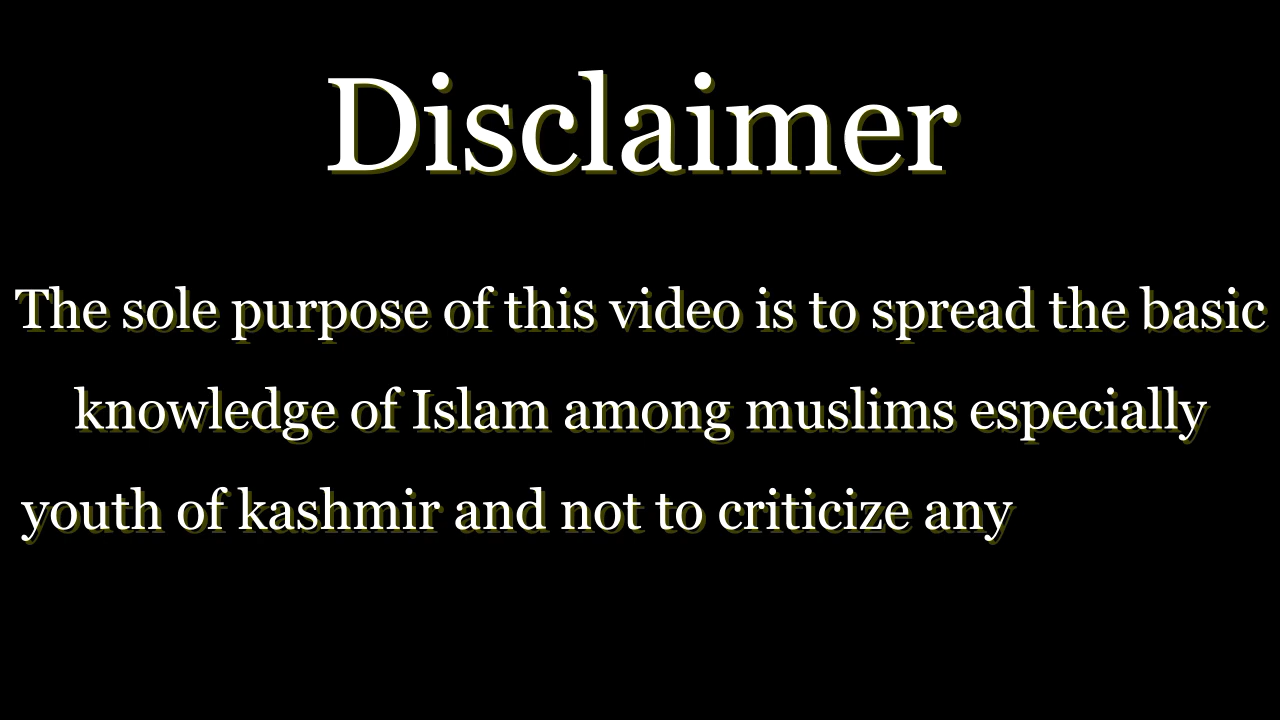 Disclaimer
The sole purpose of this video is to spread the basic
knowledge of Islam among muslims especially
youth of kashmir and not to criticize any